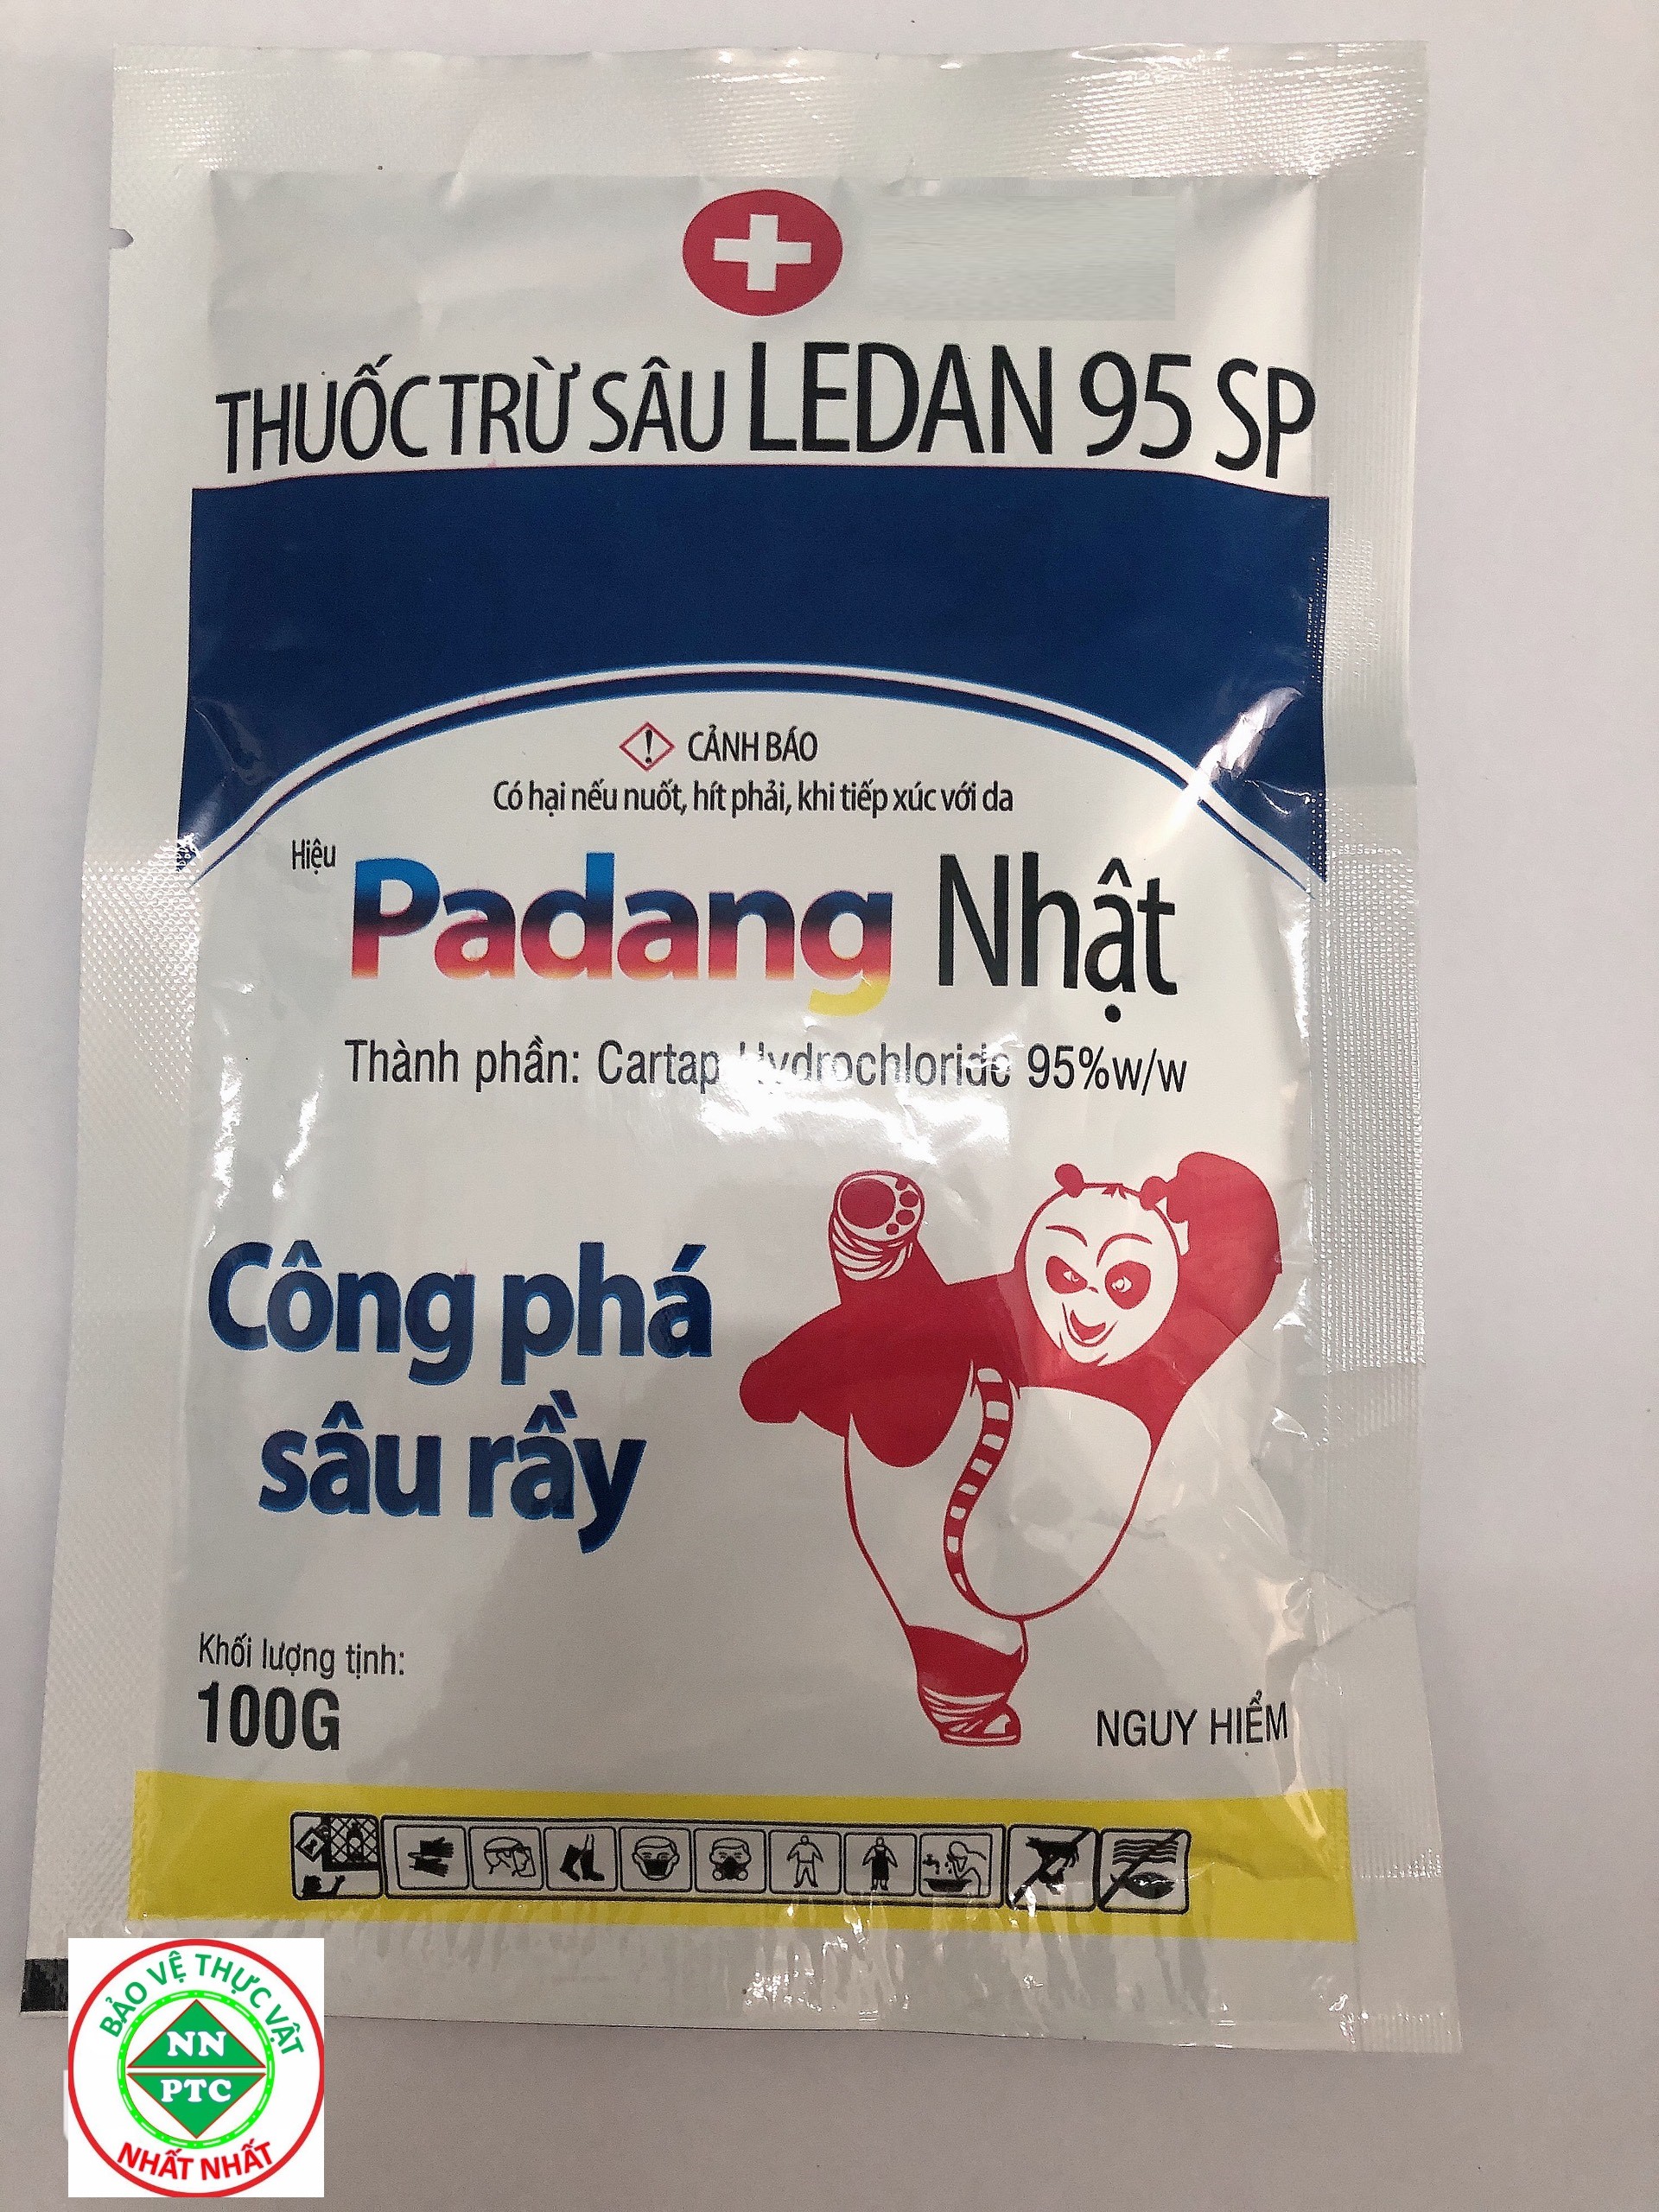 THUỐC TRỪ SÂU LEDAN 95 SP
CẢNH BÁO
Có hại nếu nuốt, hít phải, khi tiếp xúc với da
Hiệu
Padang Nhật
Thành phần: Cartap Hydrochloride 95%w/w
Công phá
sâu rầy
Khối lượng tịnh:
100G
NGUY HIỂM
BẢO VỆ THỰC VẬT
NN
PTC
NHẤT NHẤT